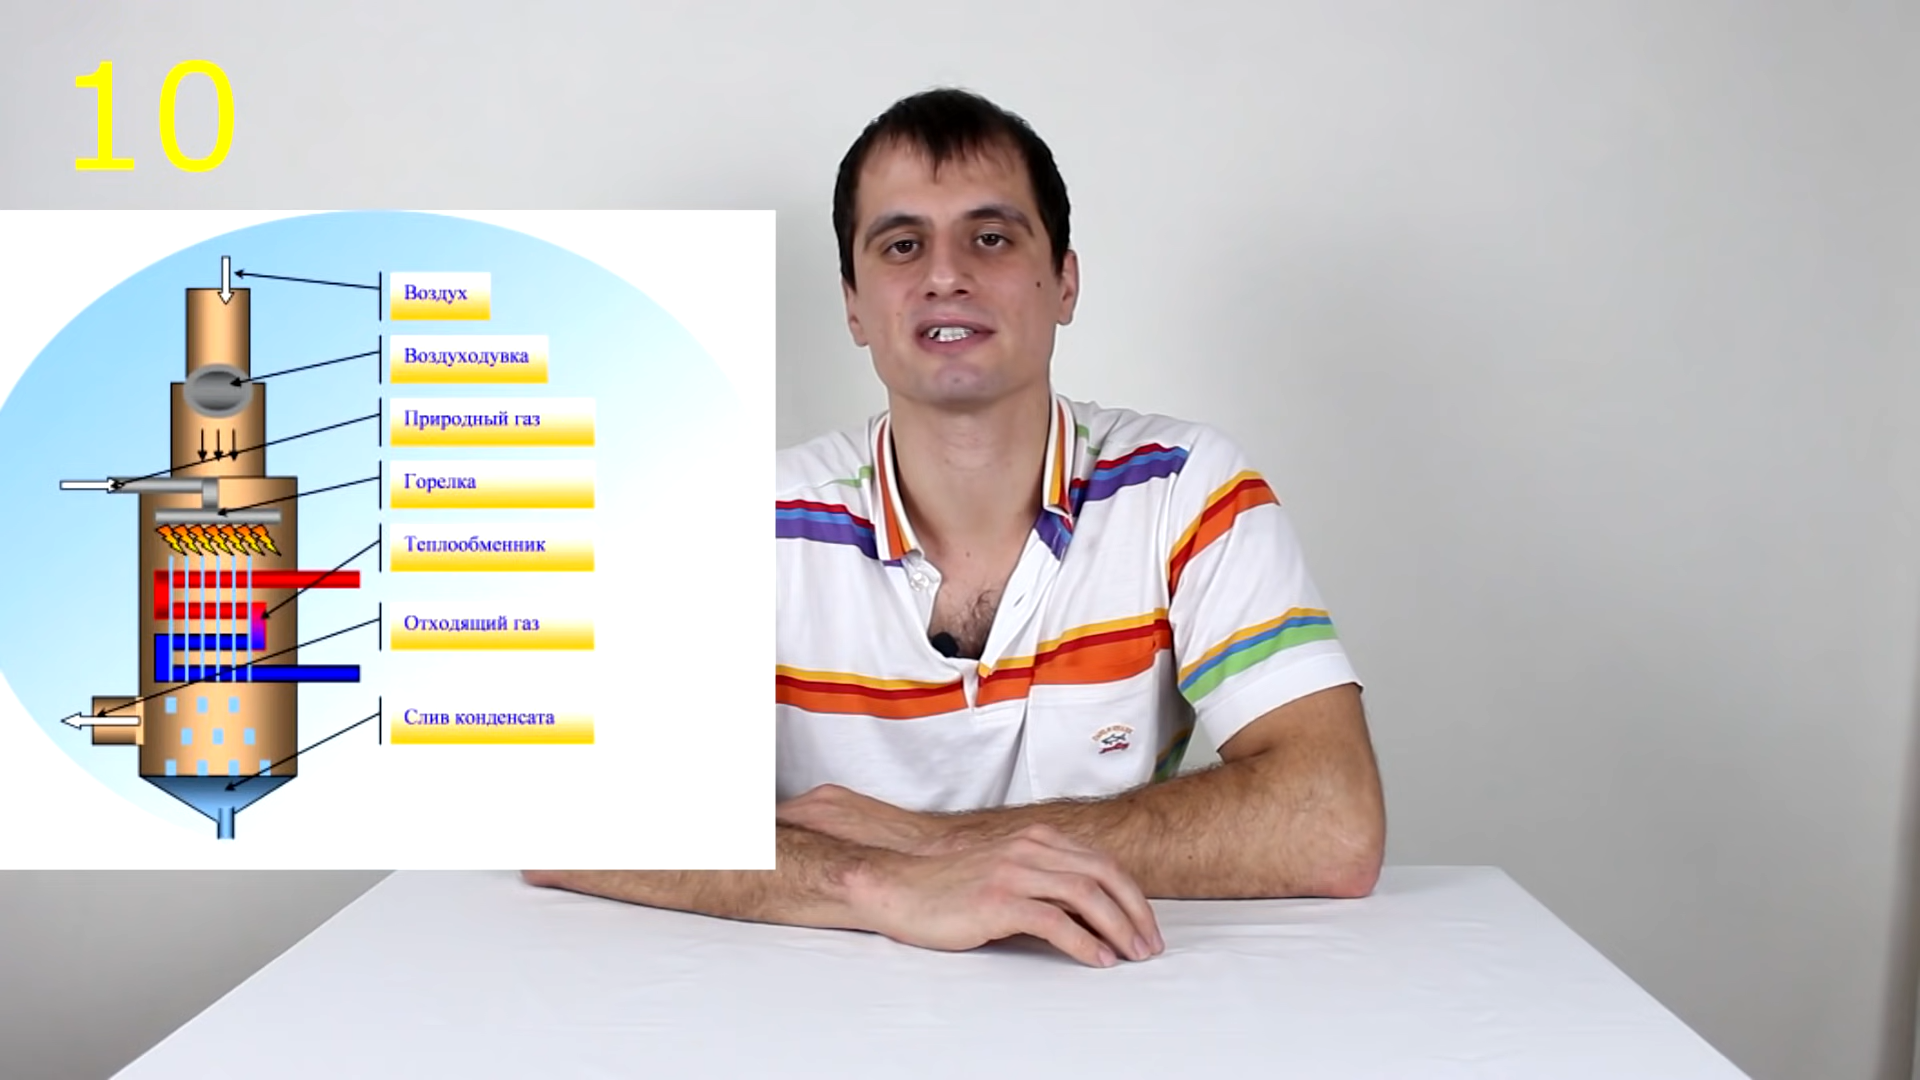 10
Воздух
Воздуходувка
Природный газ
Горелка
Теплообменник
Отходящий газ
Слив конденсата